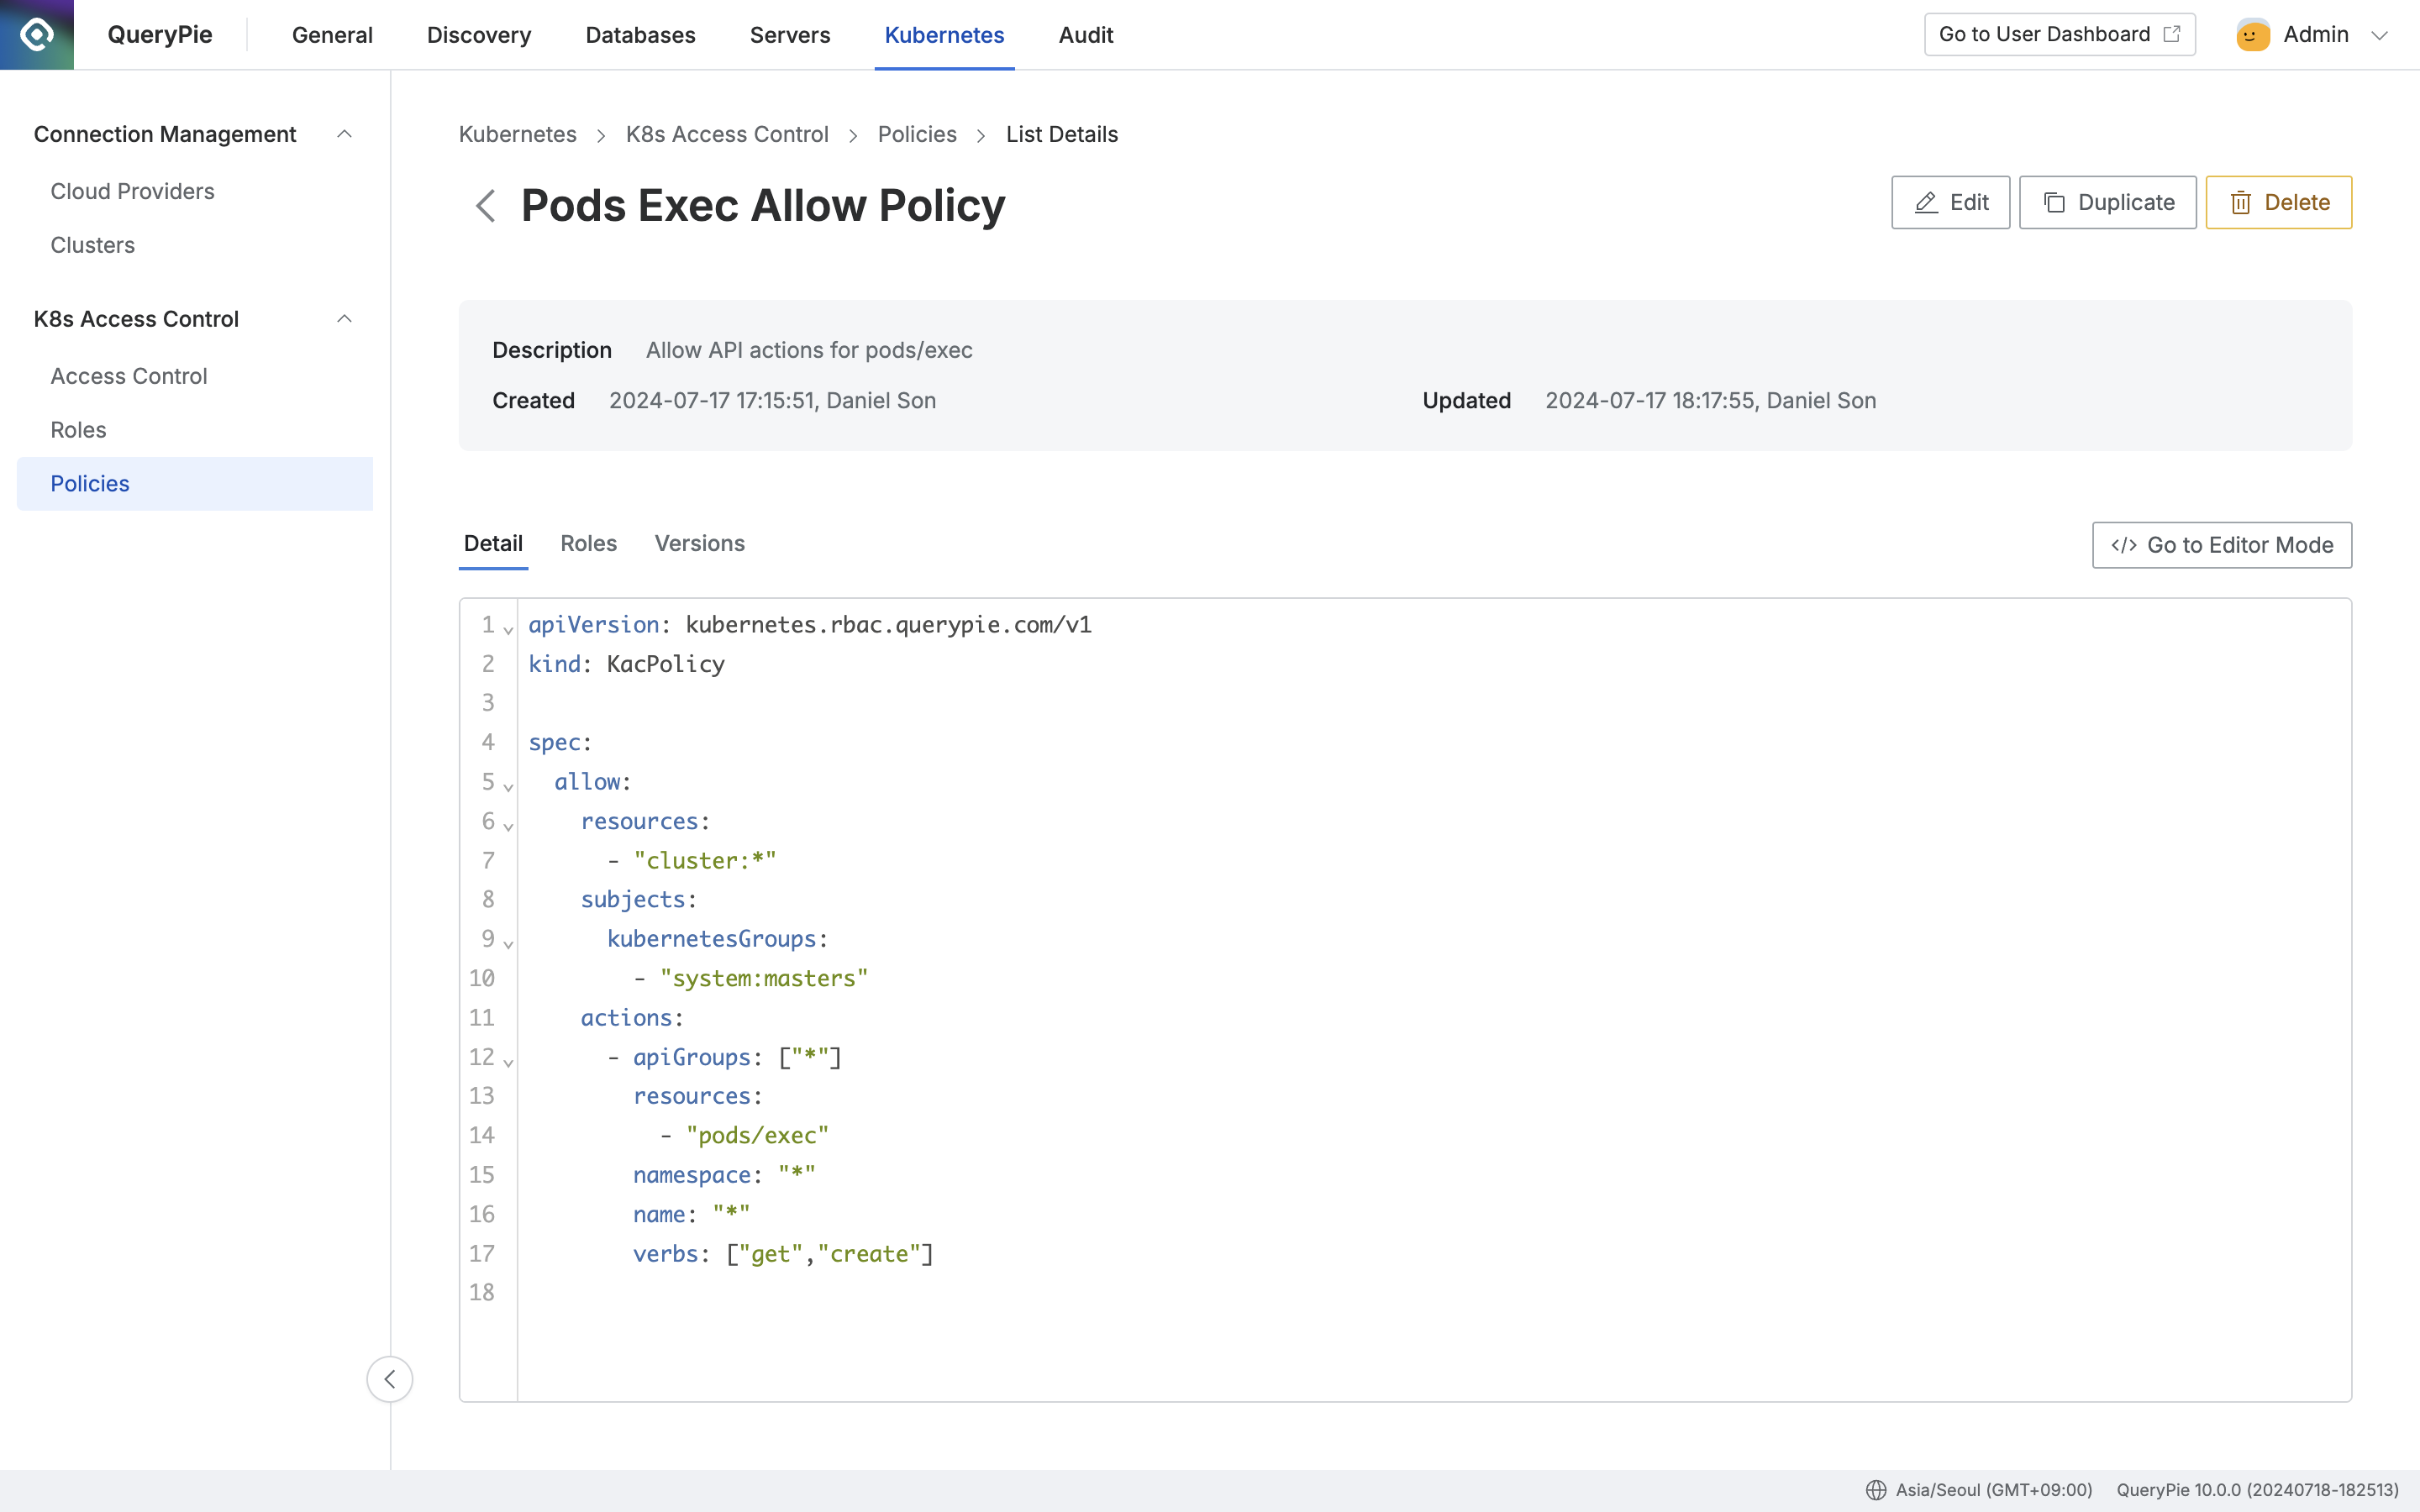 QueryPie
General
Discovery
Databases
Servers
Kubernetes
Audit
Go to User Dashboard
Admin
Connection Management
Cloud Providers
Clusters
K8s Access Control
Access Control
Roles
Policies
Kubernetes > K8s Access Control > Policies > List Details
Pods Exec Allow Policy
Edit
Duplicate
Delete
Description Allow API actions for pods/exec
Created 2024-07-17 17:15:51, Daniel Son
Updated 2024-07-17 18:17:55, Daniel Son
Detail
Roles
Versions
</> Go to Editor Mode
1 apiVersion: kubernetes.rbac.querypie.com/v1
2 kind: KacPolicy
3
4 spec:
5   allow:
6     resources:
7       - "cluster:*"
8     subjects:
9       kubernetesGroups:
10         - "system:masters"
11     actions:
12       - apiGroups: ["*"]
13         resources:
14           - "pods/exec"
15         namespace: "*"
16         name: "*"
17         verbs: ["get","create"]
18
Asia/Seoul (GMT+09:00)
QueryPie 10.0.0 (20240718-182513)